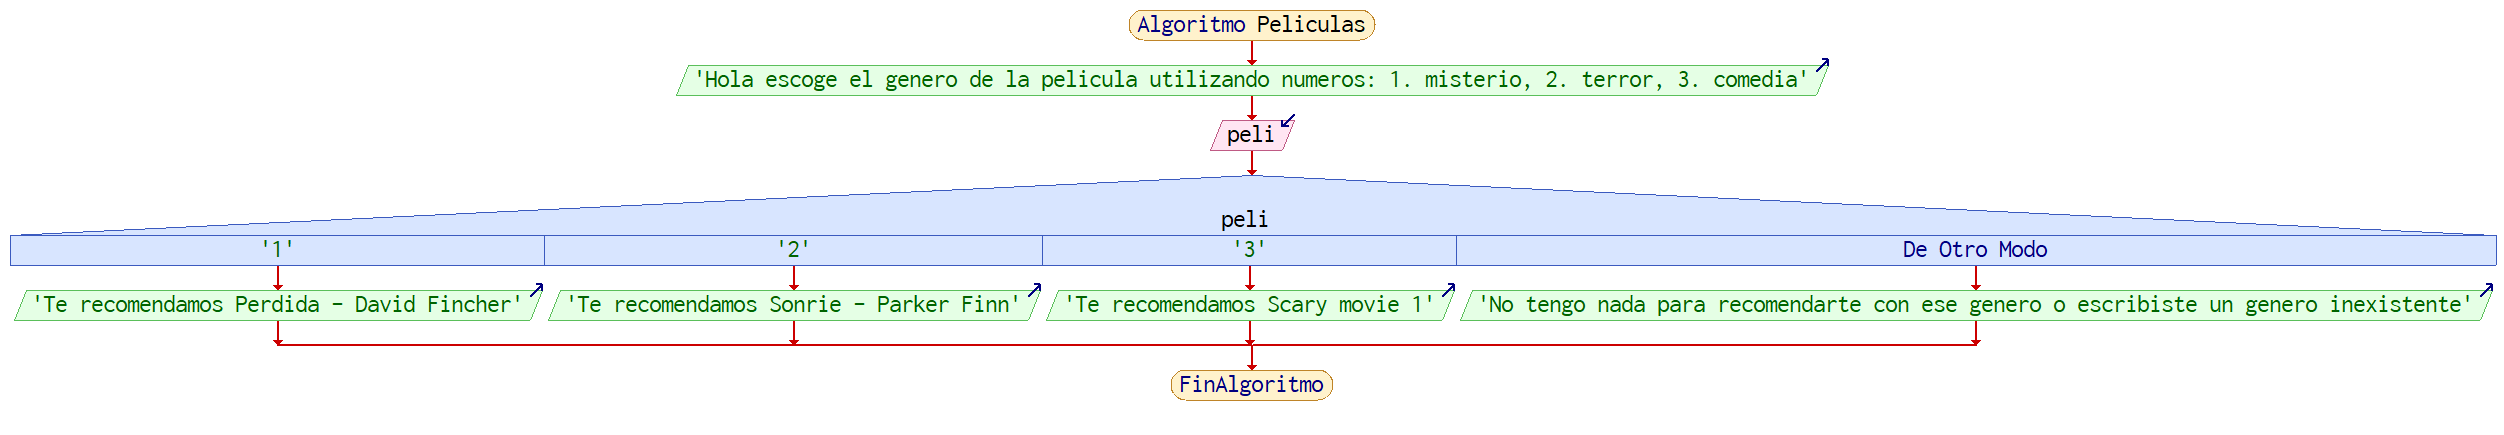 Algoritmo Peliculas
'Hola escoge el genero de la pelicula utilizando numeros: 1. misterio, 2. terror, 3. comedia'
peli
peli
'1' '2' '3' De Otro Modo
'Te recomendamos Perdida - David Fincher' 'Te recomendamos Sonrie - Parker Finn' 'Te recomendamos Scary movie 1' 'No tengo nada para recomendarte con ese genero o escribiste un genero inexistente'
FinAlgoritmo